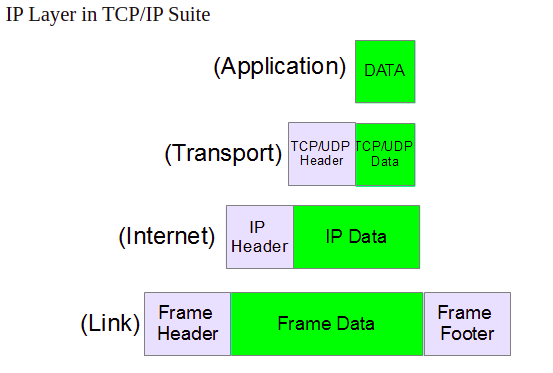 IP Layer in TCP/IP Suite
(Application)
DATA
(Transport)
TCP/UDP
Header
TCP/UDP
Data
(Internet)
IP
Header
IP Data
(Link)
Frame
Header
Frame Data
Frame
Footer